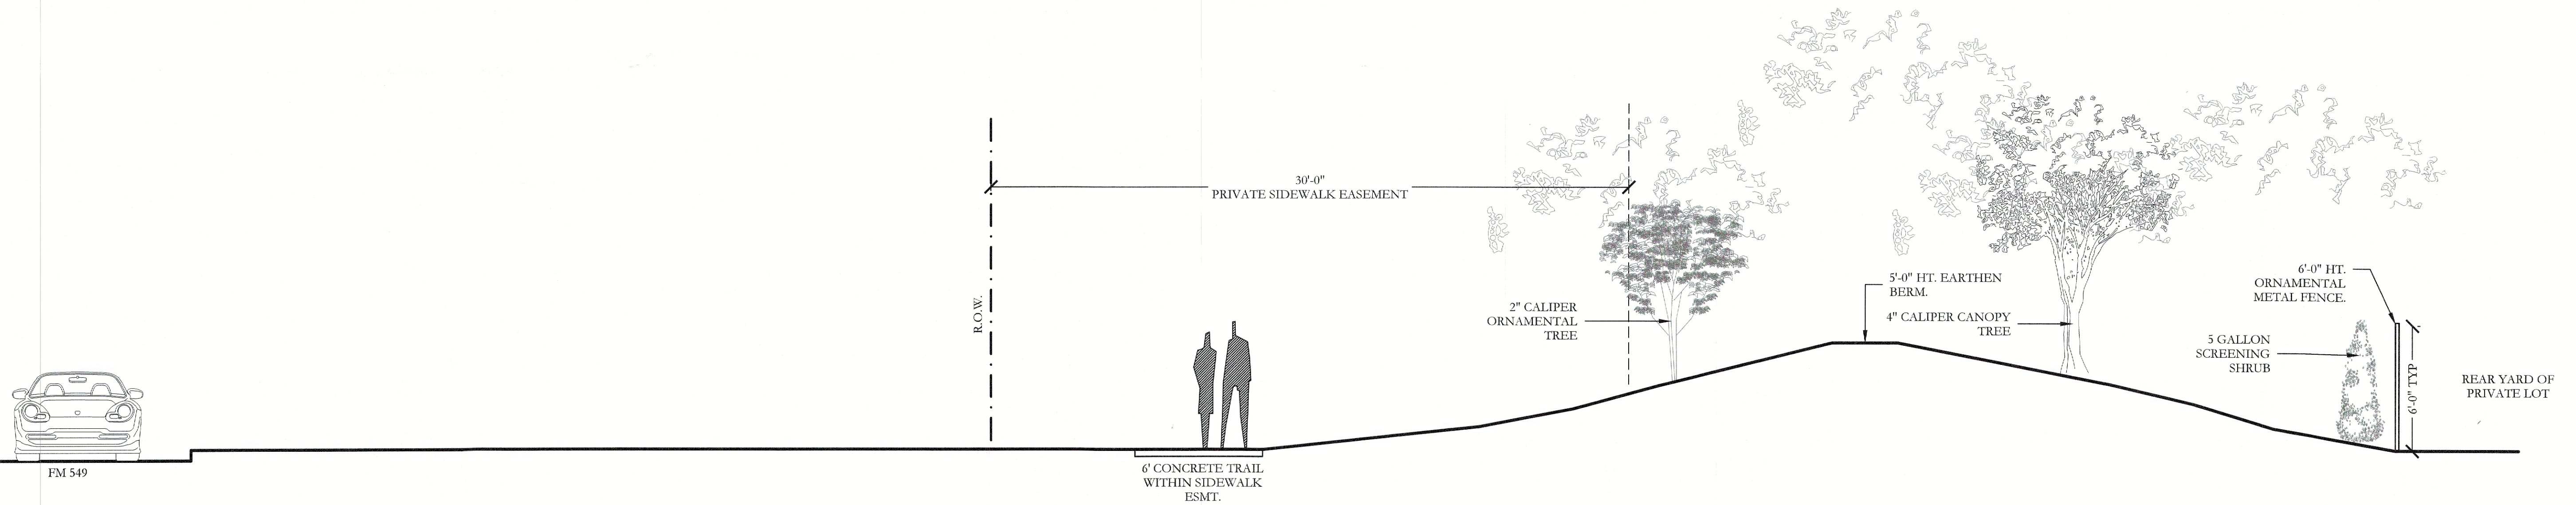 FM 549
R.O.W.
30'-0"
PRIVATE SIDEWALK EASEMENT
6' CONCRETE TRAIL
WITHIN SIDEWALK
ESMT.
2" CALIPER
ORNAMENTAL
TREE
5'-0" HT. EARTHEN
BERM.
4" CALIPER CANOPY
TREE
6'-0" HT.
ORNAMENTAL
METAL FENCE.
5 GALLON
SCREENING
SHRUB
6'-0" TYP
REAR YARD OF
PRIVATE LOT